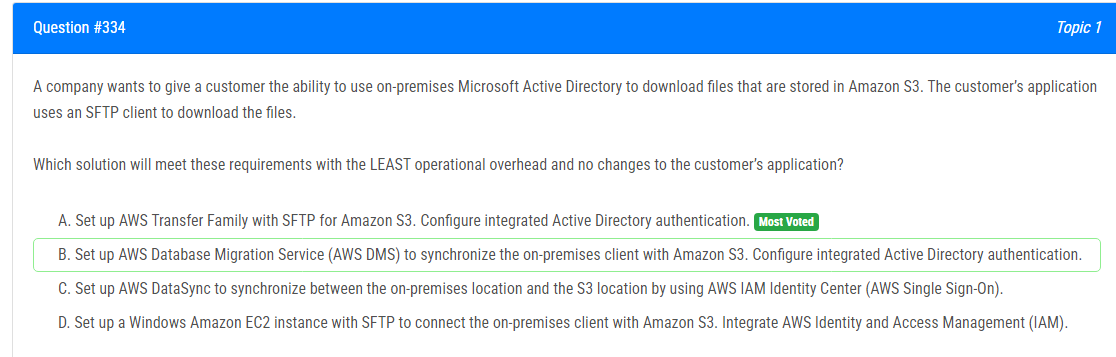 Question #334
Topic 1
A company wants to give a customer the ability to use on-premises Microsoft Active Directory to download files that are stored in Amazon S3. The customer's application
uses an SFTP client to download the files.
Which solution will meet these requirements with the LEAST operational overhead and no changes to the customer's application?
A. Set up AWS Transfer Family with SFTP for Amazon S3. Configure integrated Active Directory authentication. Most Voted
B. Set up AWS Database Migration Service (AWS DMS) to synchronize the on-premises client with Amazon S3. Configure integrated Active Directory authentication.
C. Set up AWS DataSync to synchronize between the on-premises location and the S3 location by using AWS IAM Identity Center (AWS Single Sign-On).
D. Set up a Windows Amazon EC2 instance with SFTP to connect the on-premises client with Amazon S3. Integrate AWS Identity and Access Management (IAM).